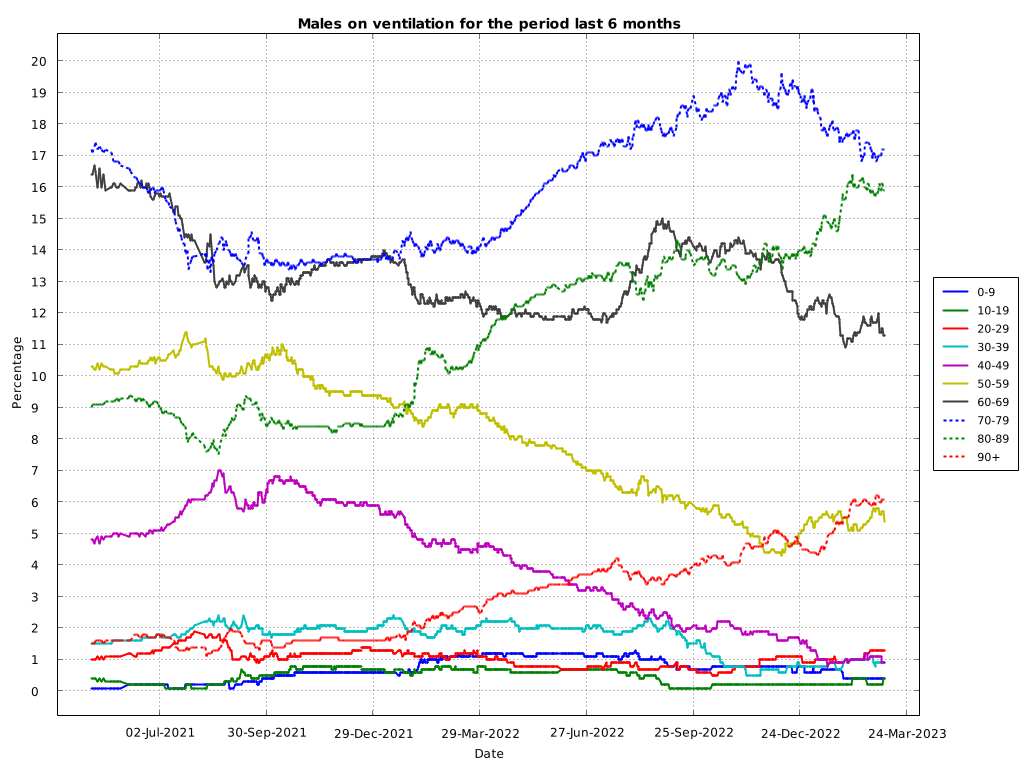 Males on ventilation for the period last 6 months
Percentage
20
19
18
17
16
15
14
13
12
11
10
9
8
7
6
5
4
3
2
1
0
02-Jul-2021
30-Sep-2021
29-Dec-2021
29-Mar-2022
27-Jun-2022
25-Sep-2022
24-Dec-2022
24-Mar-2023
Date
0-9
10-19
20-29
30-39
40-49
50-59
60-69
70-79
80-89
90+